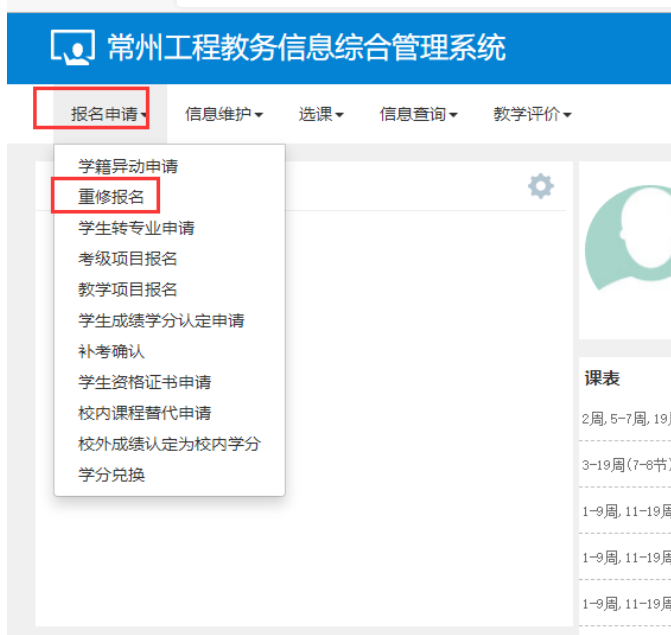 常州工程教务信息综合管理系统
报名申请 信息维护 选课 信息查询 教学评价
学籍异动申请
重修报名
学生转专业申请
考级项目报名
教学项目报名
学生成绩学分认定申请
补考确认
学生资格证书申请
校内课程替代申请
校外成绩认定为校内学分
学分兑换
课表
2周,5-7周,19
3-19周(7-8节)
1-9周,11-19周
1-9周,11-19周
1-9周,11-19周